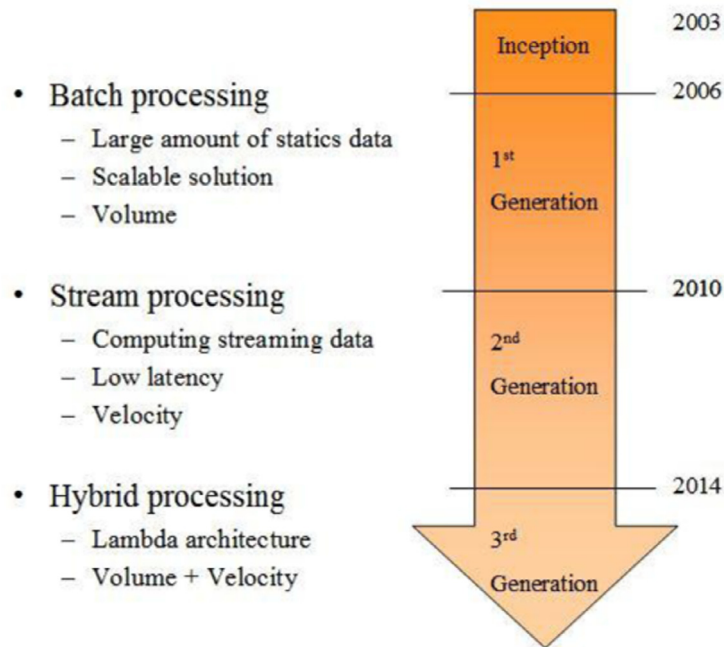 • Batch processing
– Large amount of statics data
– Scalable solution
– Volume
• Stream processing
– Computing streaming data
– Low latency
– Velocity
• Hybrid processing
– Lambda architecture
– Volume + Velocity
Inception
1st
Generation
2nd
Generation
3rd
Generation
2003
2006
2010
2014